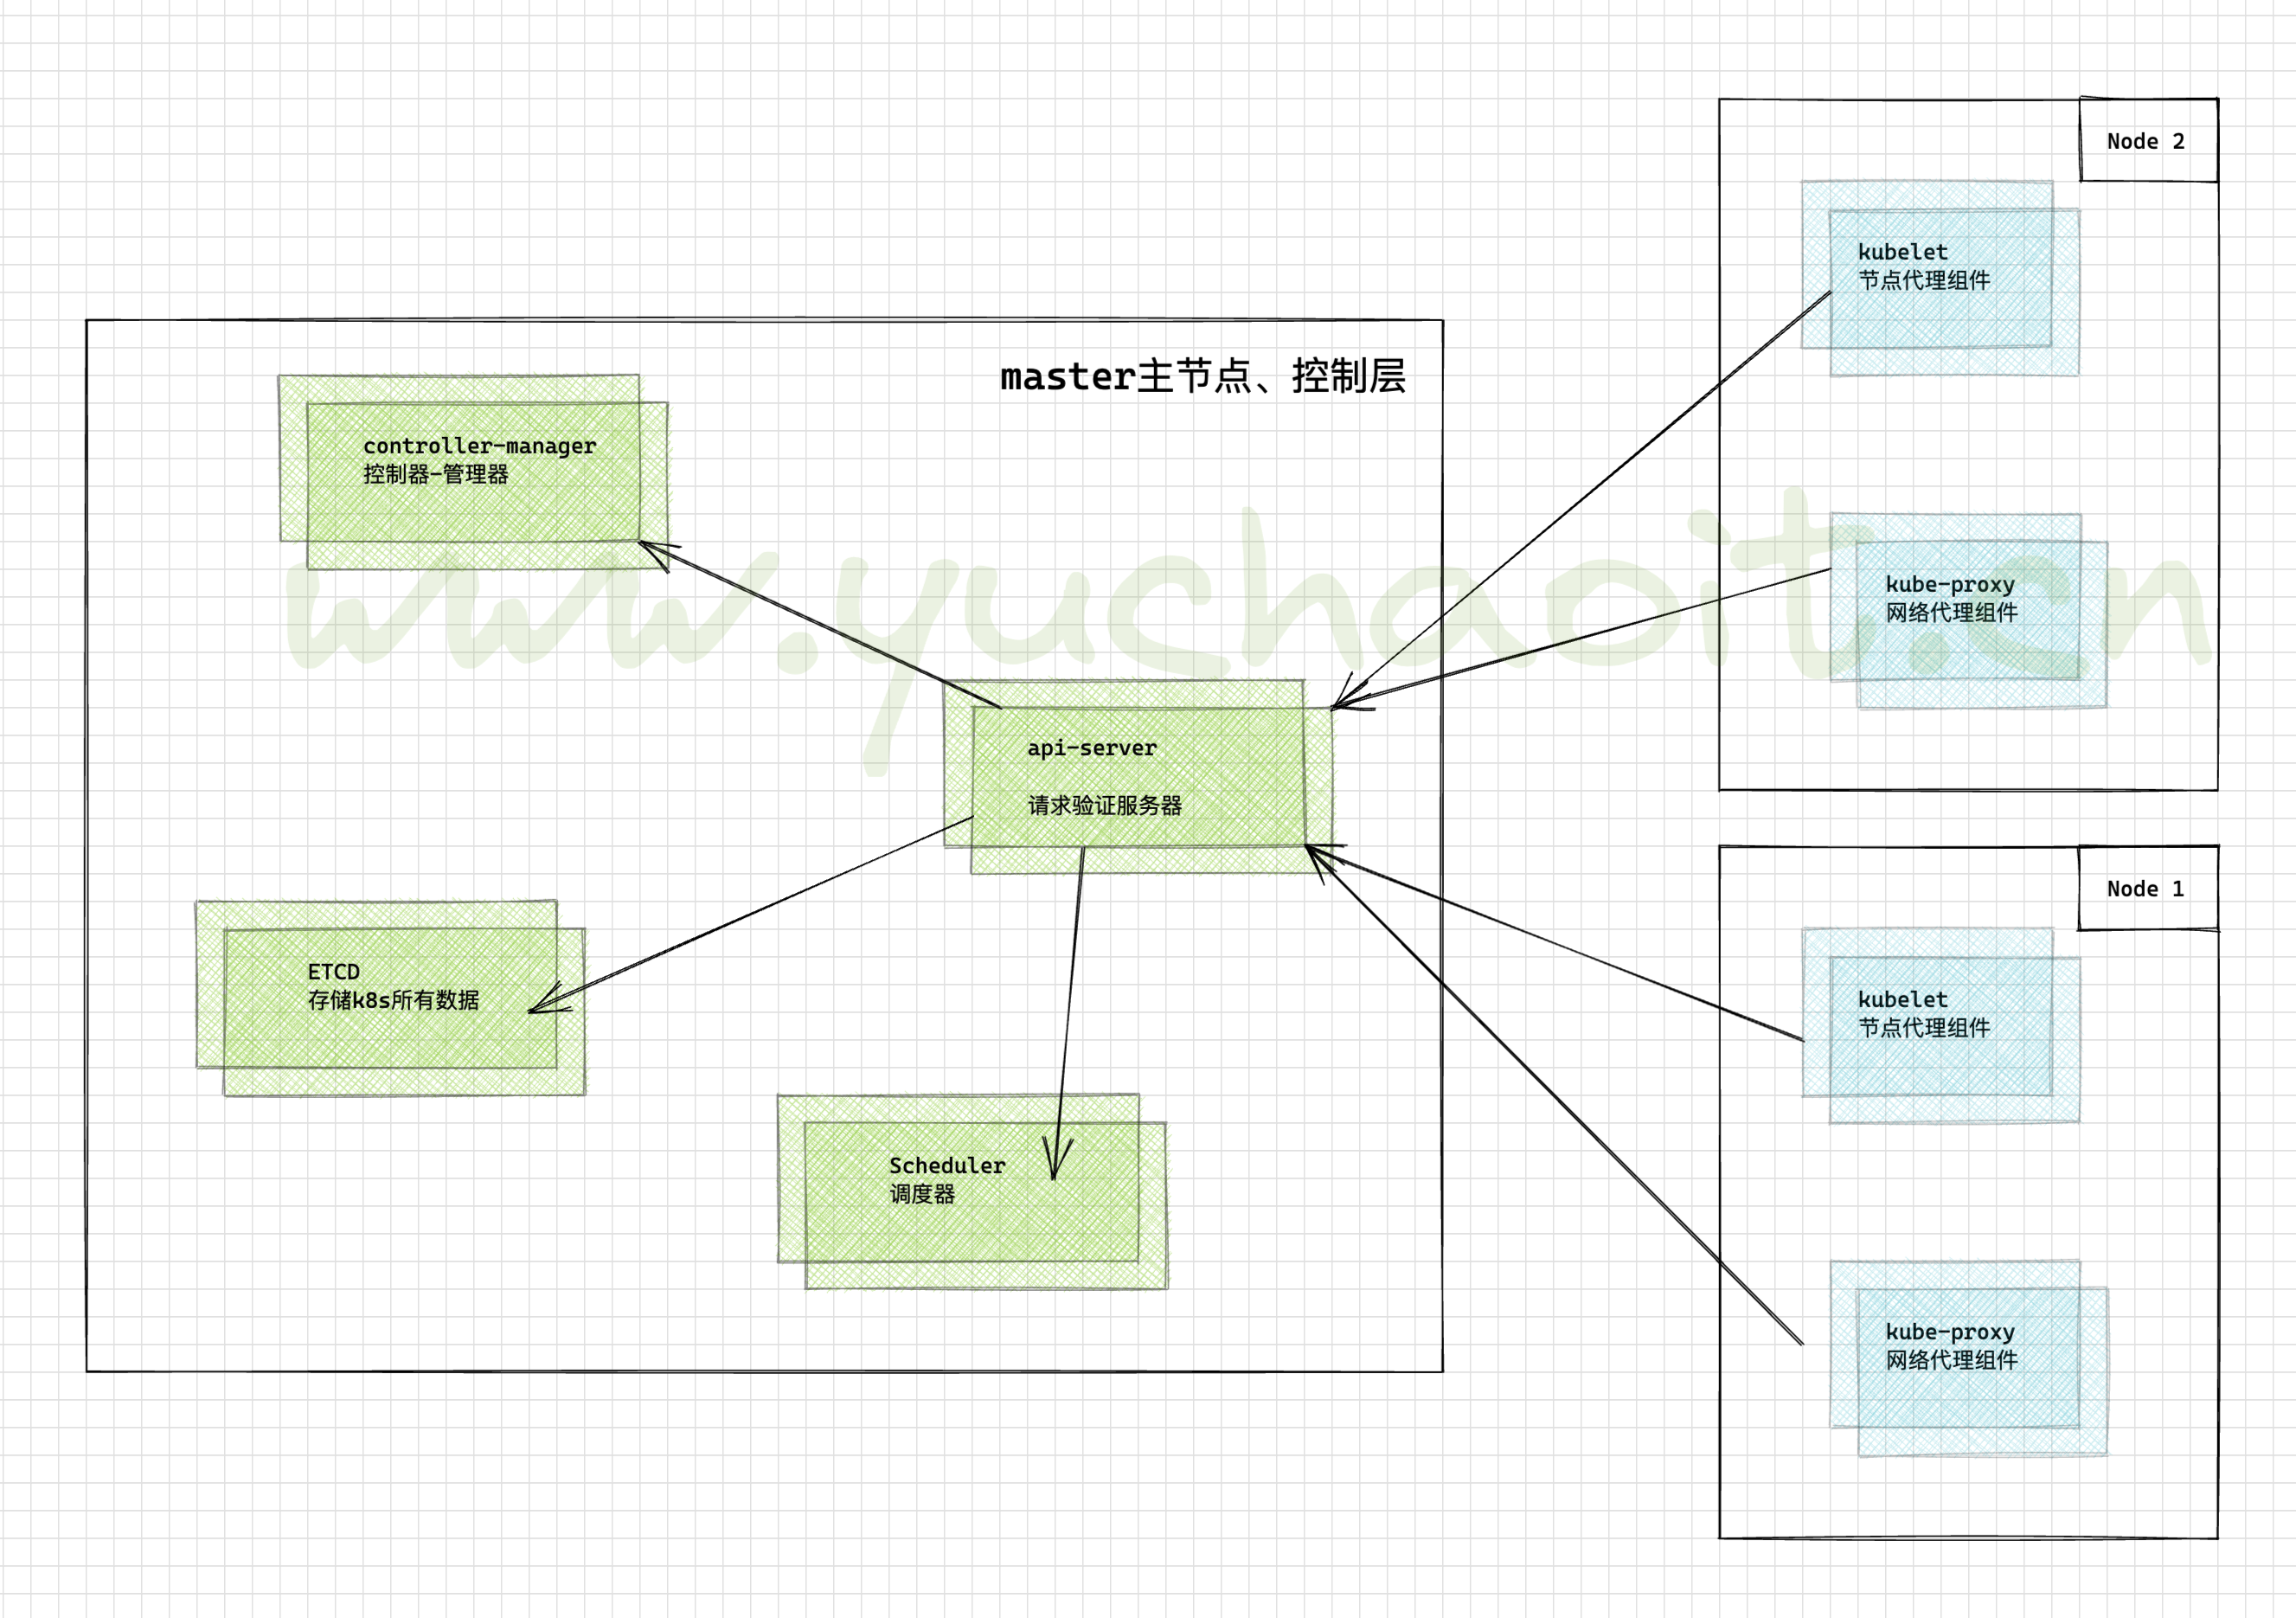 Node 2
kubelet
节点代理组件
master主节点、控制层
controller-manager
控制器-管理器
kube-proxy
网络代理组件
www.yuchaoit.cn
api-server
请求验证服务器
Node 1
ETCD
存储k8s所有数据
kubelet
节点代理组件
Scheduler
调度器
kube-proxy
网络代理组件